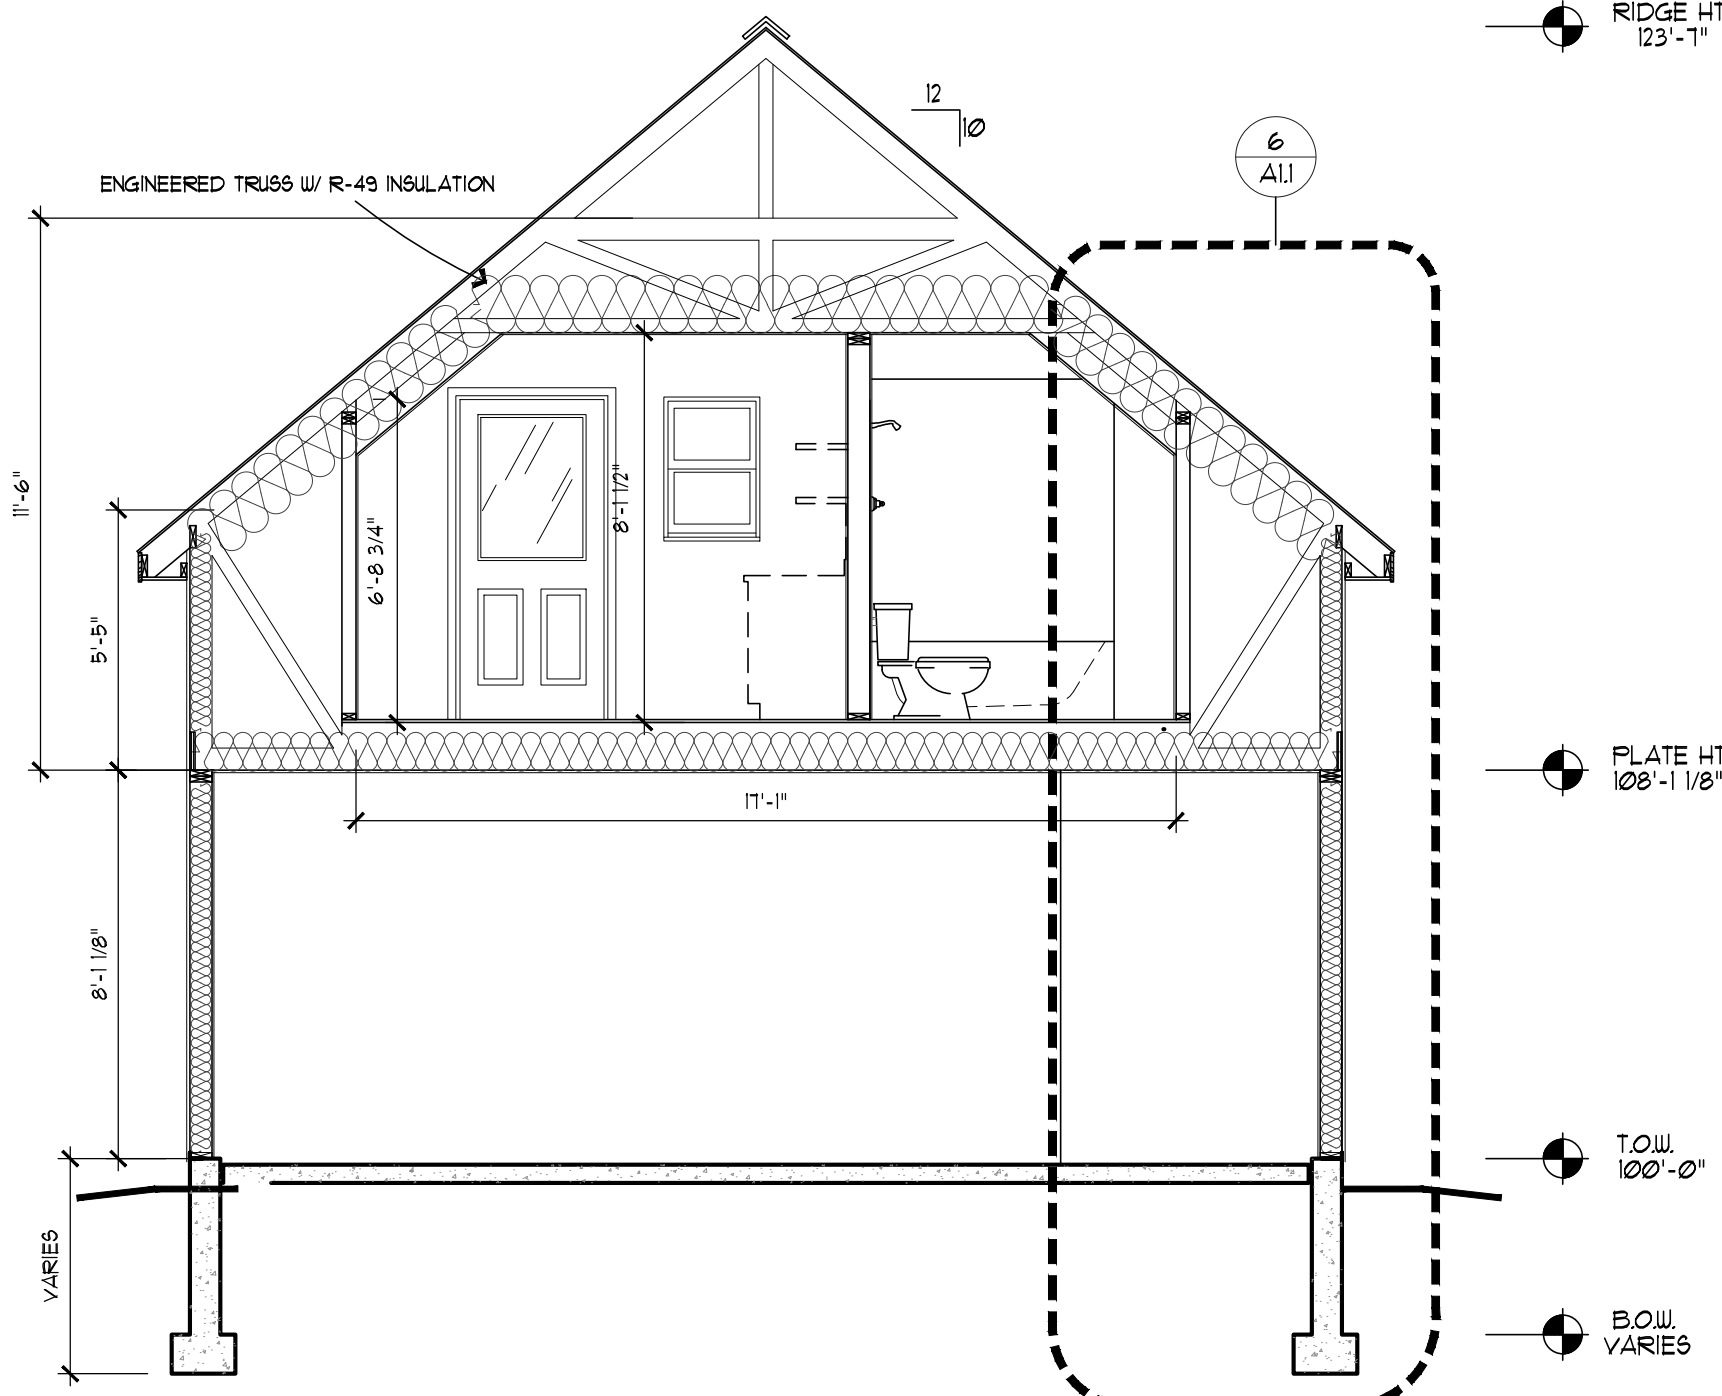 RIDGE HT
123'-7"
12
10
6
A1.1
ENGINEERED TRUSS W/ R-49 INSULATION
11'-6"
8'-1 1/2"
6'-8 3/4"
5'-5"
PLATE HT
108'-1 1/8"
17'-1"
8'-1 1/8"
T.O.W.
100'-0"
VARIES
B.O.W.
VARIES